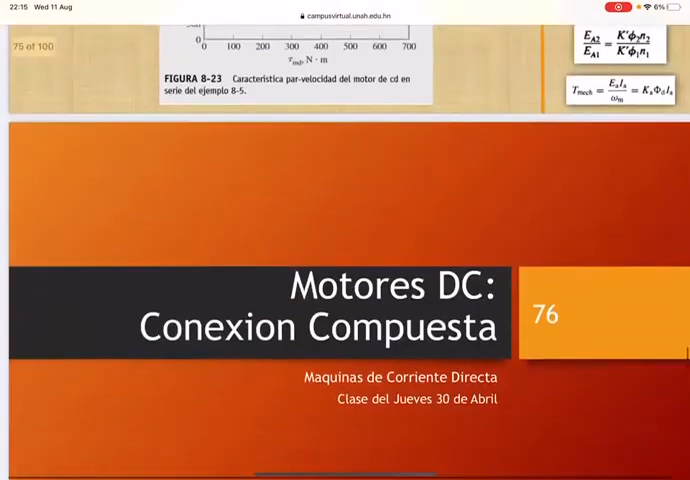 22:15 Wed 11 Aug
campusvirtual.unah.edu.hn
6%
75 of 100
0
0 100 200 300 400 500 600 700
τind, N · m
FIGURA 8-23 Característica par-velocidad del motor de cd en
serie del ejemplo 8-5.
E_A2/E_A1 = K'ϕ2n2/K'ϕ1n1
Tmech = EaIa/ωm = KaΦdIa
Motores DC:
Conexion Compuesta
76
Maquinas de Corriente Directa
Clase del Jueves 30 de Abril